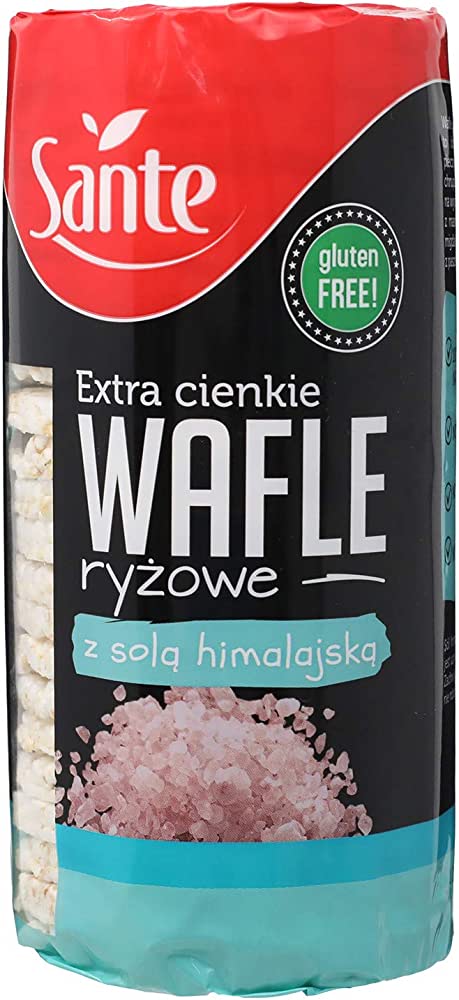 Sante
gluten
FREE!
Extra cienkie
WAFLE
ryżowe
z solą himalajską